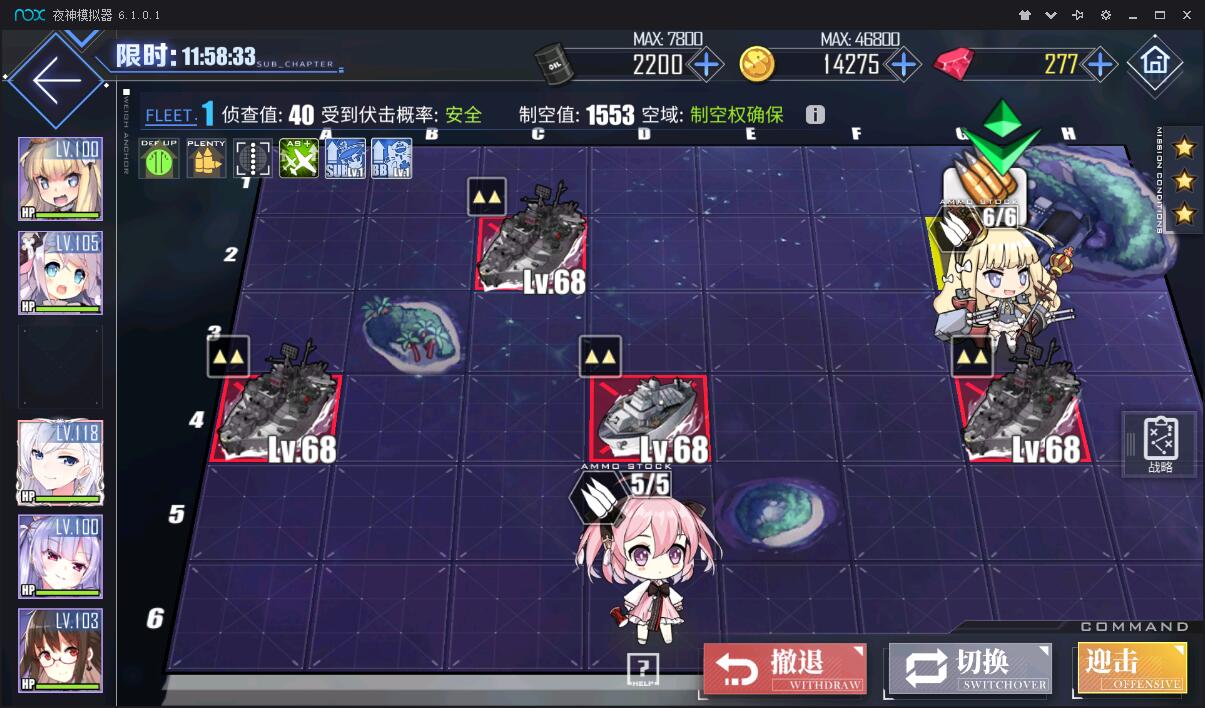 nox 夜神模拟器 6.1.0.1
限时: 11:58:33 SUB_CHAPTER
OIL
MAX: 7800
2200
MAX: 46800
14275
277
WEIGH ANCHOR
FLEET. 1 侦查值: 40 受到伏击概率: 安全 制空值: 1553 空域: 制空权确保 i
DEF UP
PLENTY
AS+
SUB LV.1
BB LV.1
A B C D E F G H
1
2
3
4
5
6
LV.100
HP
LV.105
HP
LV.118
HP
LV.100
HP
LV.103
HP
AMMO STOCK
6/6
Lv.68
Lv.68
Lv.68
Lv.68
AMMO STOCK
5/5
MISSION CONDITIONS
战略
COMMAND
?
HELP
撤退
WITHDRAW
切换
SWITCHOVER
迎击
OFFENSIVE